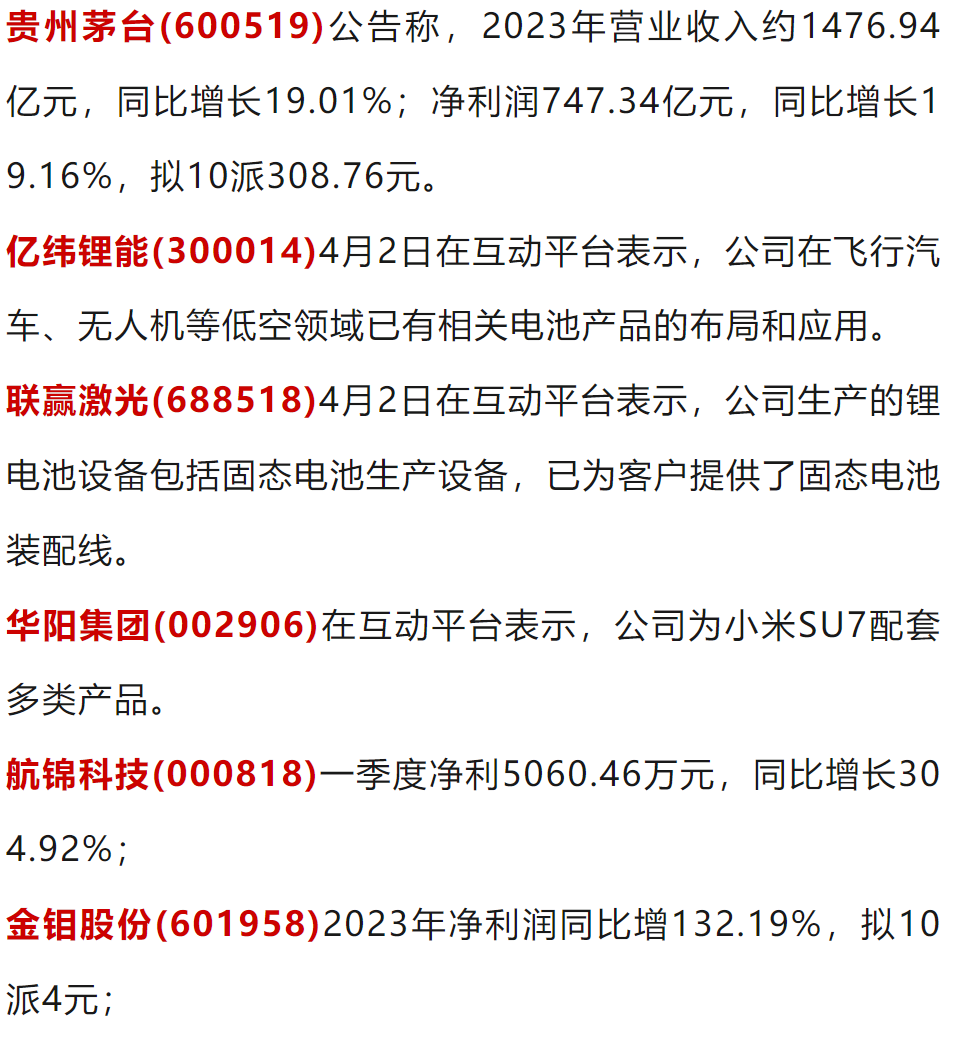 贵州茅台(600519)公告称，2023年营业收入约1476.94
亿元，同比增长19.01%；净利润747.34亿元，同比增长1
9.16%，拟10派308.76元。
亿纬锂能(300014)4月2日在互动平台表示，公司在飞行汽
车、无人机等低空领域已有相关电池产品的布局和应用。
联赢激光(688518)4月2日在互动平台表示，公司生产的锂
电池设备包括固态电池生产设备，已为客户提供了固态电池
装配线。
华阳集团(002906)在互动平台表示，公司为小米SU7配套
多类产品。
航锦科技(000818)一季度净利5060.46万元，同比增长30
4.92%；
金钼股份(601958)2023年净利润同比增132.19%，拟10
派4元；